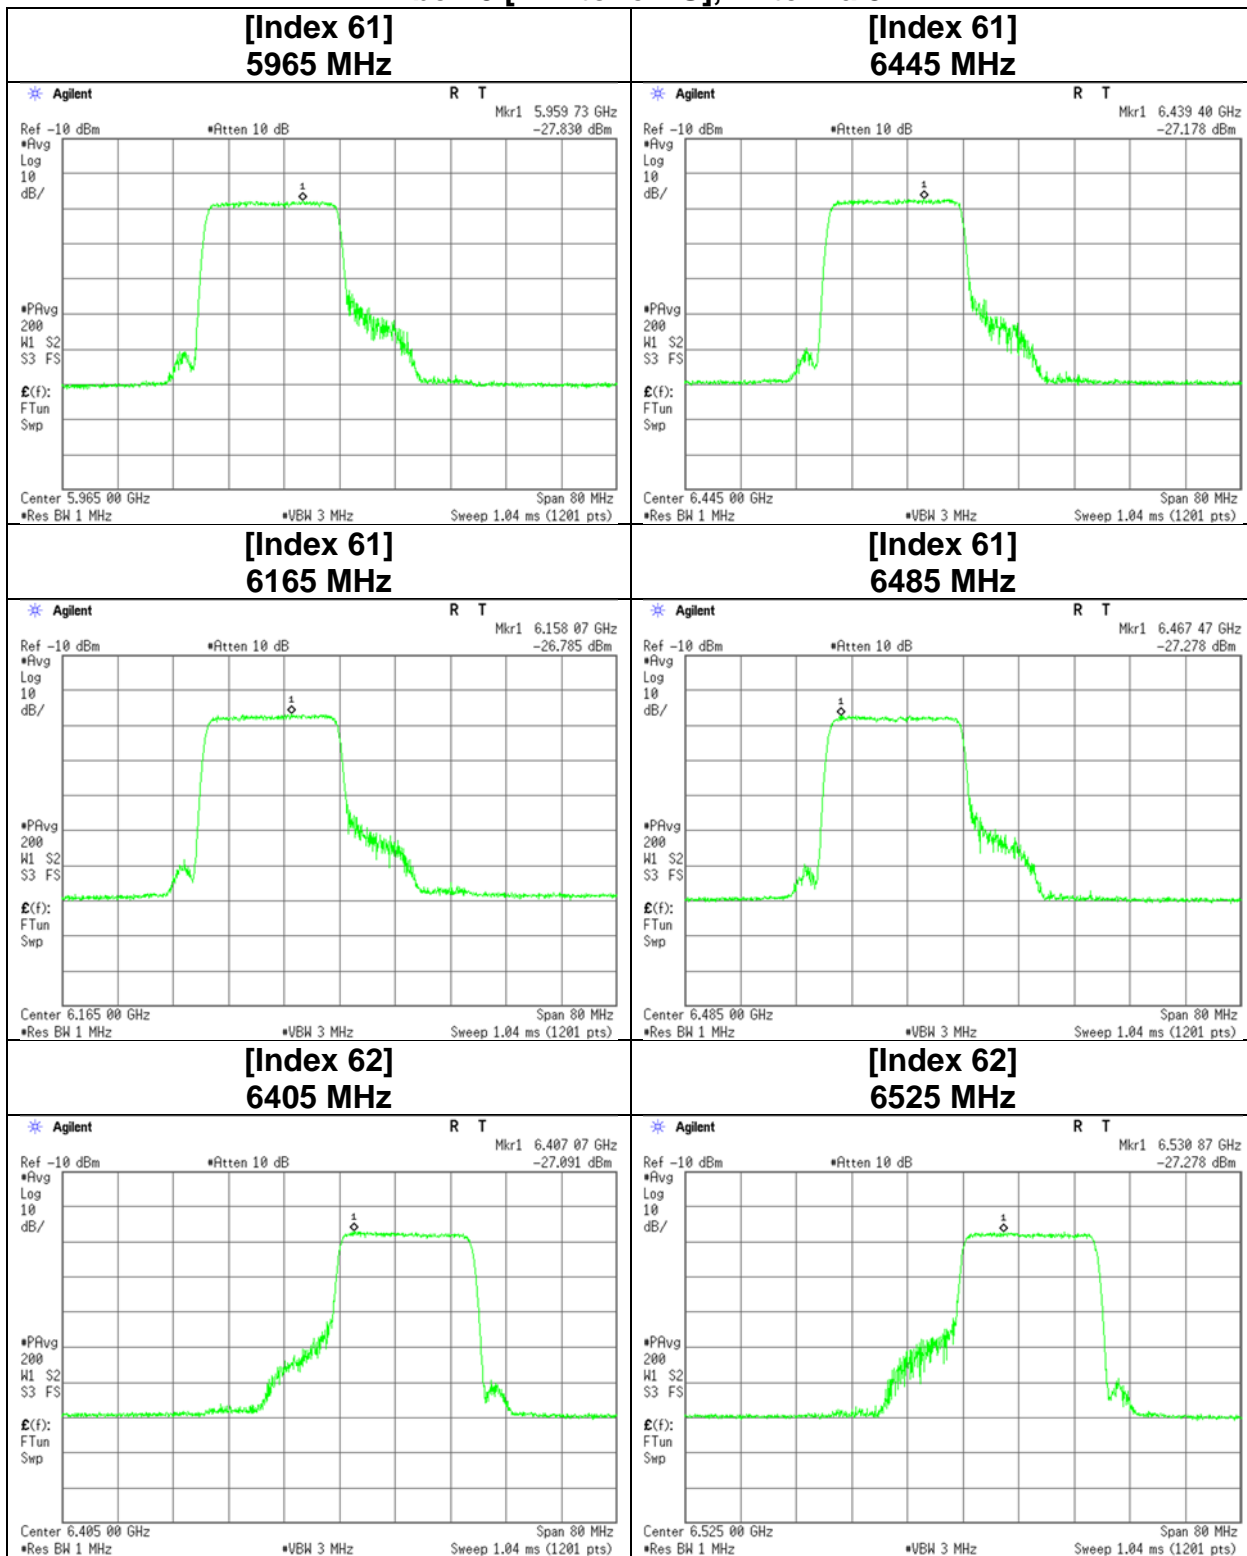 [Index 61]
5965 MHz
[Index 61]
6445 MHz
Agilent R T
Mkr1 5.959 73 GHz
Ref -10 dBm #Atten 10 dB -27.830 dBm
#Avg
Log
10
dB/
1
#PAvg
200
W1 S2
S3 FS
£(f):
FTun
Swp
Center 5.965 00 GHz Span 80 MHz
#Res BW 1 MHz #VBW 3 MHz Sweep 1.04 ms (1201 pts)
Agilent R T
Mkr1 6.439 40 GHz
Ref -10 dBm #Atten 10 dB -27.178 dBm
#Avg
Log
10
dB/
1
#PAvg
200
W1 S2
S3 FS
£(f):
FTun
Swp
Center 6.445 00 GHz Span 80 MHz
#Res BW 1 MHz #VBW 3 MHz Sweep 1.04 ms (1201 pts)
[Index 61]
6165 MHz
[Index 61]
6485 MHz
Agilent R T
Mkr1 6.158 07 GHz
Ref -10 dBm #Atten 10 dB -26.785 dBm
#Avg
Log
10
dB/
1
#PAvg
200
W1 S2
S3 FS
£(f):
FTun
Swp
Center 6.165 00 GHz Span 80 MHz
#Res BW 1 MHz #VBW 3 MHz Sweep 1.04 ms (1201 pts)
Agilent R T
Mkr1 6.467 47 GHz
Ref -10 dBm #Atten 10 dB -27.278 dBm
#Avg
Log
10
dB/
1
#PAvg
200
W1 S2
S3 FS
£(f):
FTun
Swp
Center 6.485 00 GHz Span 80 MHz
#Res BW 1 MHz #VBW 3 MHz Sweep 1.04 ms (1201 pts)
[Index 62]
6405 MHz
[Index 62]
6525 MHz
Agilent R T
Mkr1 6.407 07 GHz
Ref -10 dBm #Atten 10 dB -27.091 dBm
#Avg
Log
10
dB/
1
#PAvg
200
W1 S2
S3 FS
£(f):
FTun
Swp
Center 6.405 00 GHz Span 80 MHz
#Res BW 1 MHz #VBW 3 MHz Sweep 1.04 ms (1201 pts)
Agilent R T
Mkr1 6.530 87 GHz
Ref -10 dBm #Atten 10 dB -27.278 dBm
#Avg
Log
10
dB/
1
#PAvg
200
W1 S2
S3 FS
£(f):
FTun
Swp
Center 6.525 00 GHz Span 80 MHz
#Res BW 1 MHz #VBW 3 MHz Sweep 1.04 ms (1201 pts)